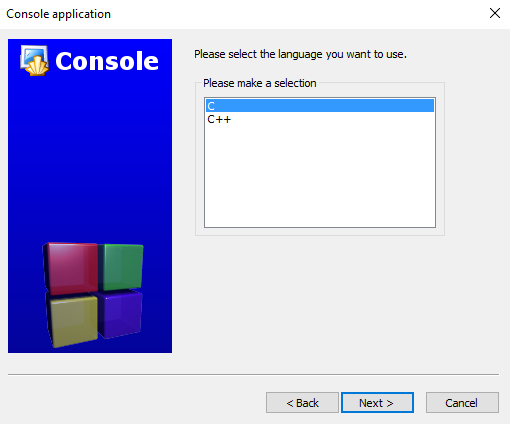 Console application
Console
Please select the language you want to use.
Please make a selection
C
C++
< Back
Next >
Cancel